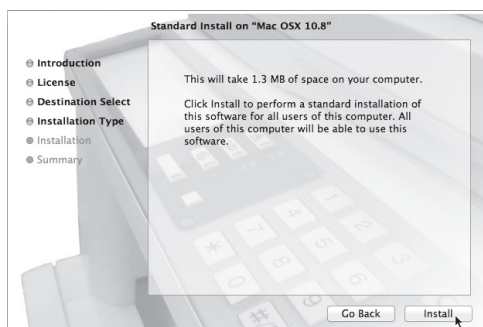 Standard Install on “Mac OSX 10.8”
Introduction
License
Destination Select
Installation Type
Installation
Summary
This will take 1.3 MB of space on your computer.
Click Install to perform a standard installation of
this software for all users of this computer. All
users of this computer will be able to use this
software.
Go Back
Install